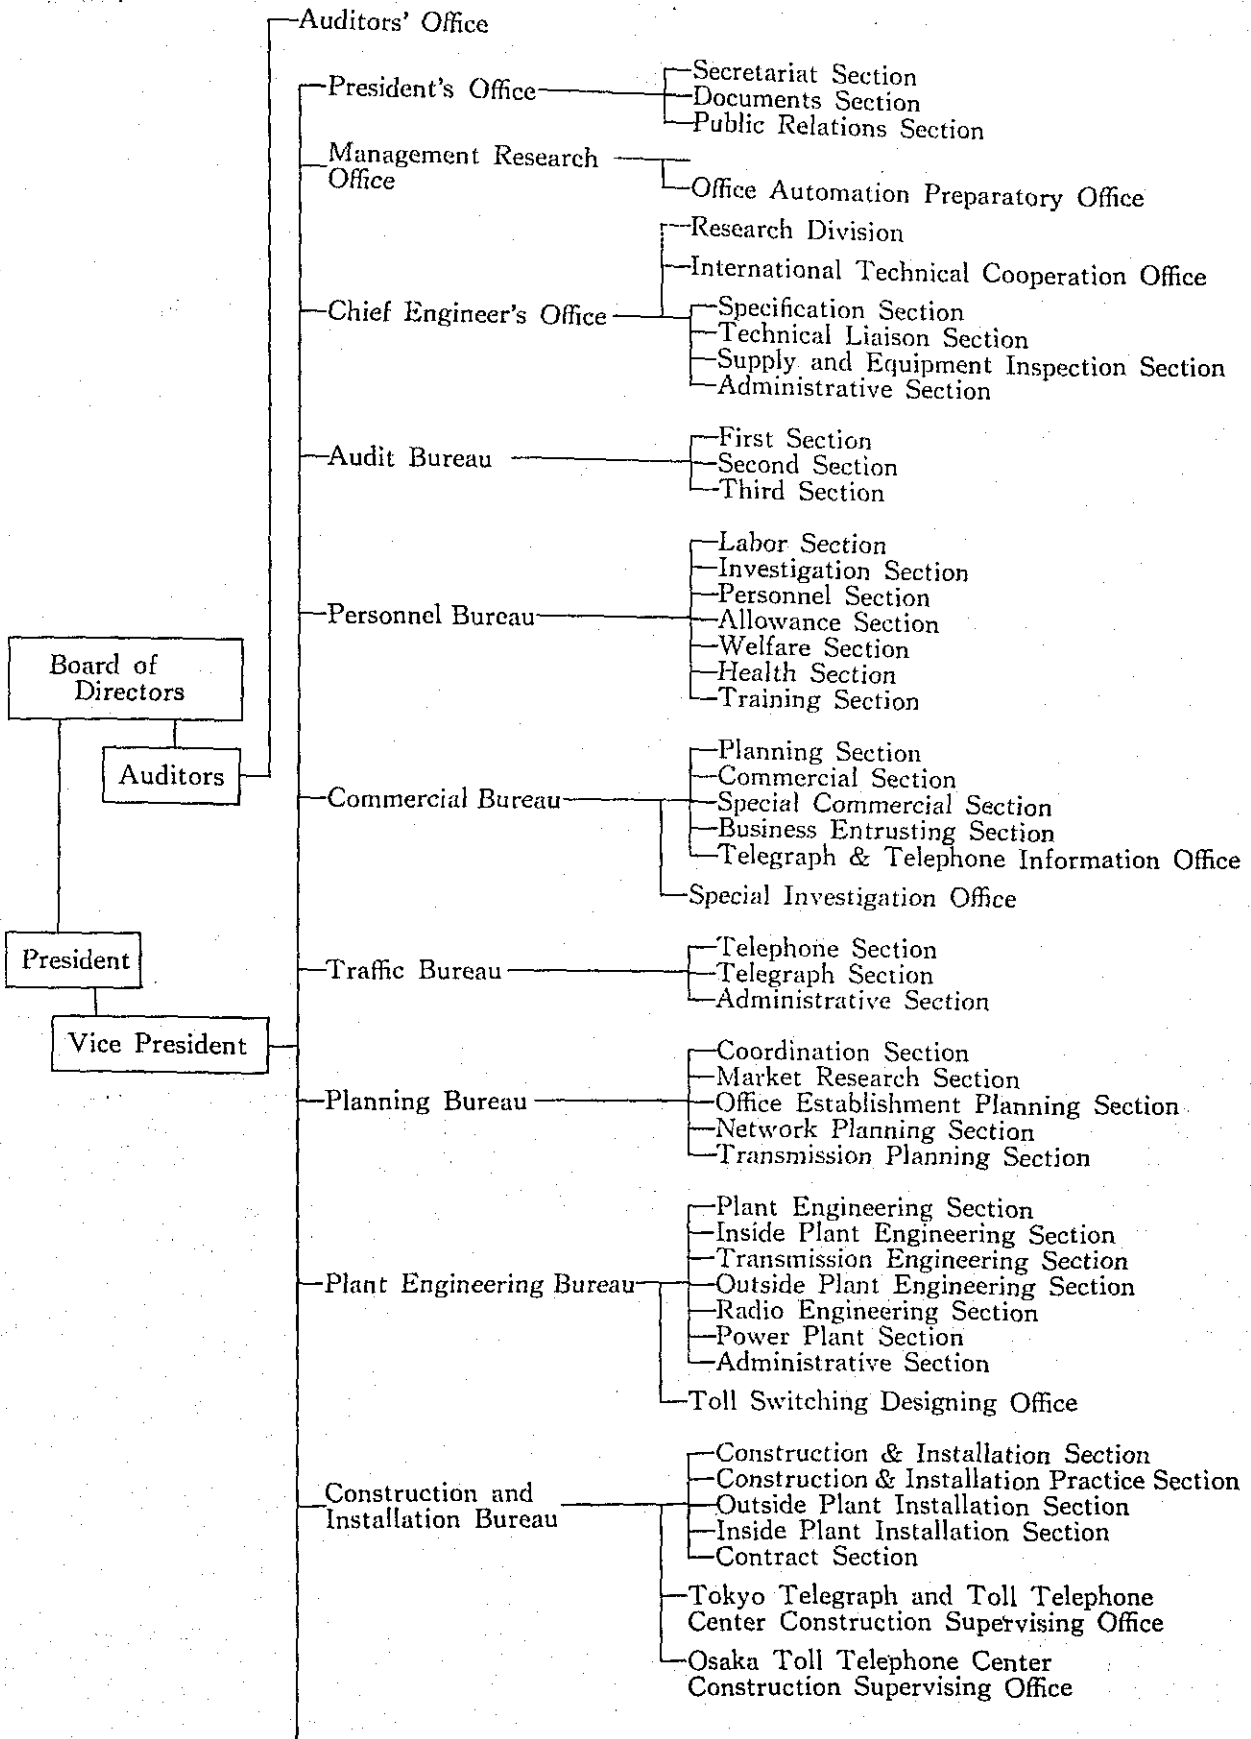 Auditors' Office
President's Office
Secretariat Section
Documents Section
Public Relations Section
Management Research
Office
Office Automation Preparatory Office
Research Division
International Technical Cooperation Office
Chief Engineer's Office
Specification Section
Technical Liaison Section
Supply and Equipment Inspection Section
Administrative Section
Audit Bureau
First Section
Second Section
Third Section
Personnel Bureau
Labor Section
Investigation Section
Personnel Section
Allowance Section
Welfare Section
Health Section
Training Section
Board of
Directors
Auditors
Commercial Bureau
Planning Section
Commercial Section
Special Commercial Section
Business Entrusting Section
Telegraph & Telephone Information Office
Special Investigation Office
President
Vice President
Traffic Bureau
Telephone Section
Telegraph Section
Administrative Section
Planning Bureau
Coordination Section
Market Research Section
Office Establishment Planning Section
Network Planning Section
Transmission Planning Section
Plant Engineering Bureau
Plant Engineering Section
Inside Plant Engineering Section
Transmission Engineering Section
Outside Plant Engineering Section
Radio Engineering Section
Power Plant Section
Administrative Section
Toll Switching Designing Office
Construction and
Installation Bureau
Construction & Installation Section
Construction & Installation Practice Section
Outside Plant Installation Section
Inside Plant Installation Section
Contract Section
Tokyo Telegraph and Toll Telephone
Center Construction Supervising Office
Osaka Toll Telephone Center
Construction Supervising Office